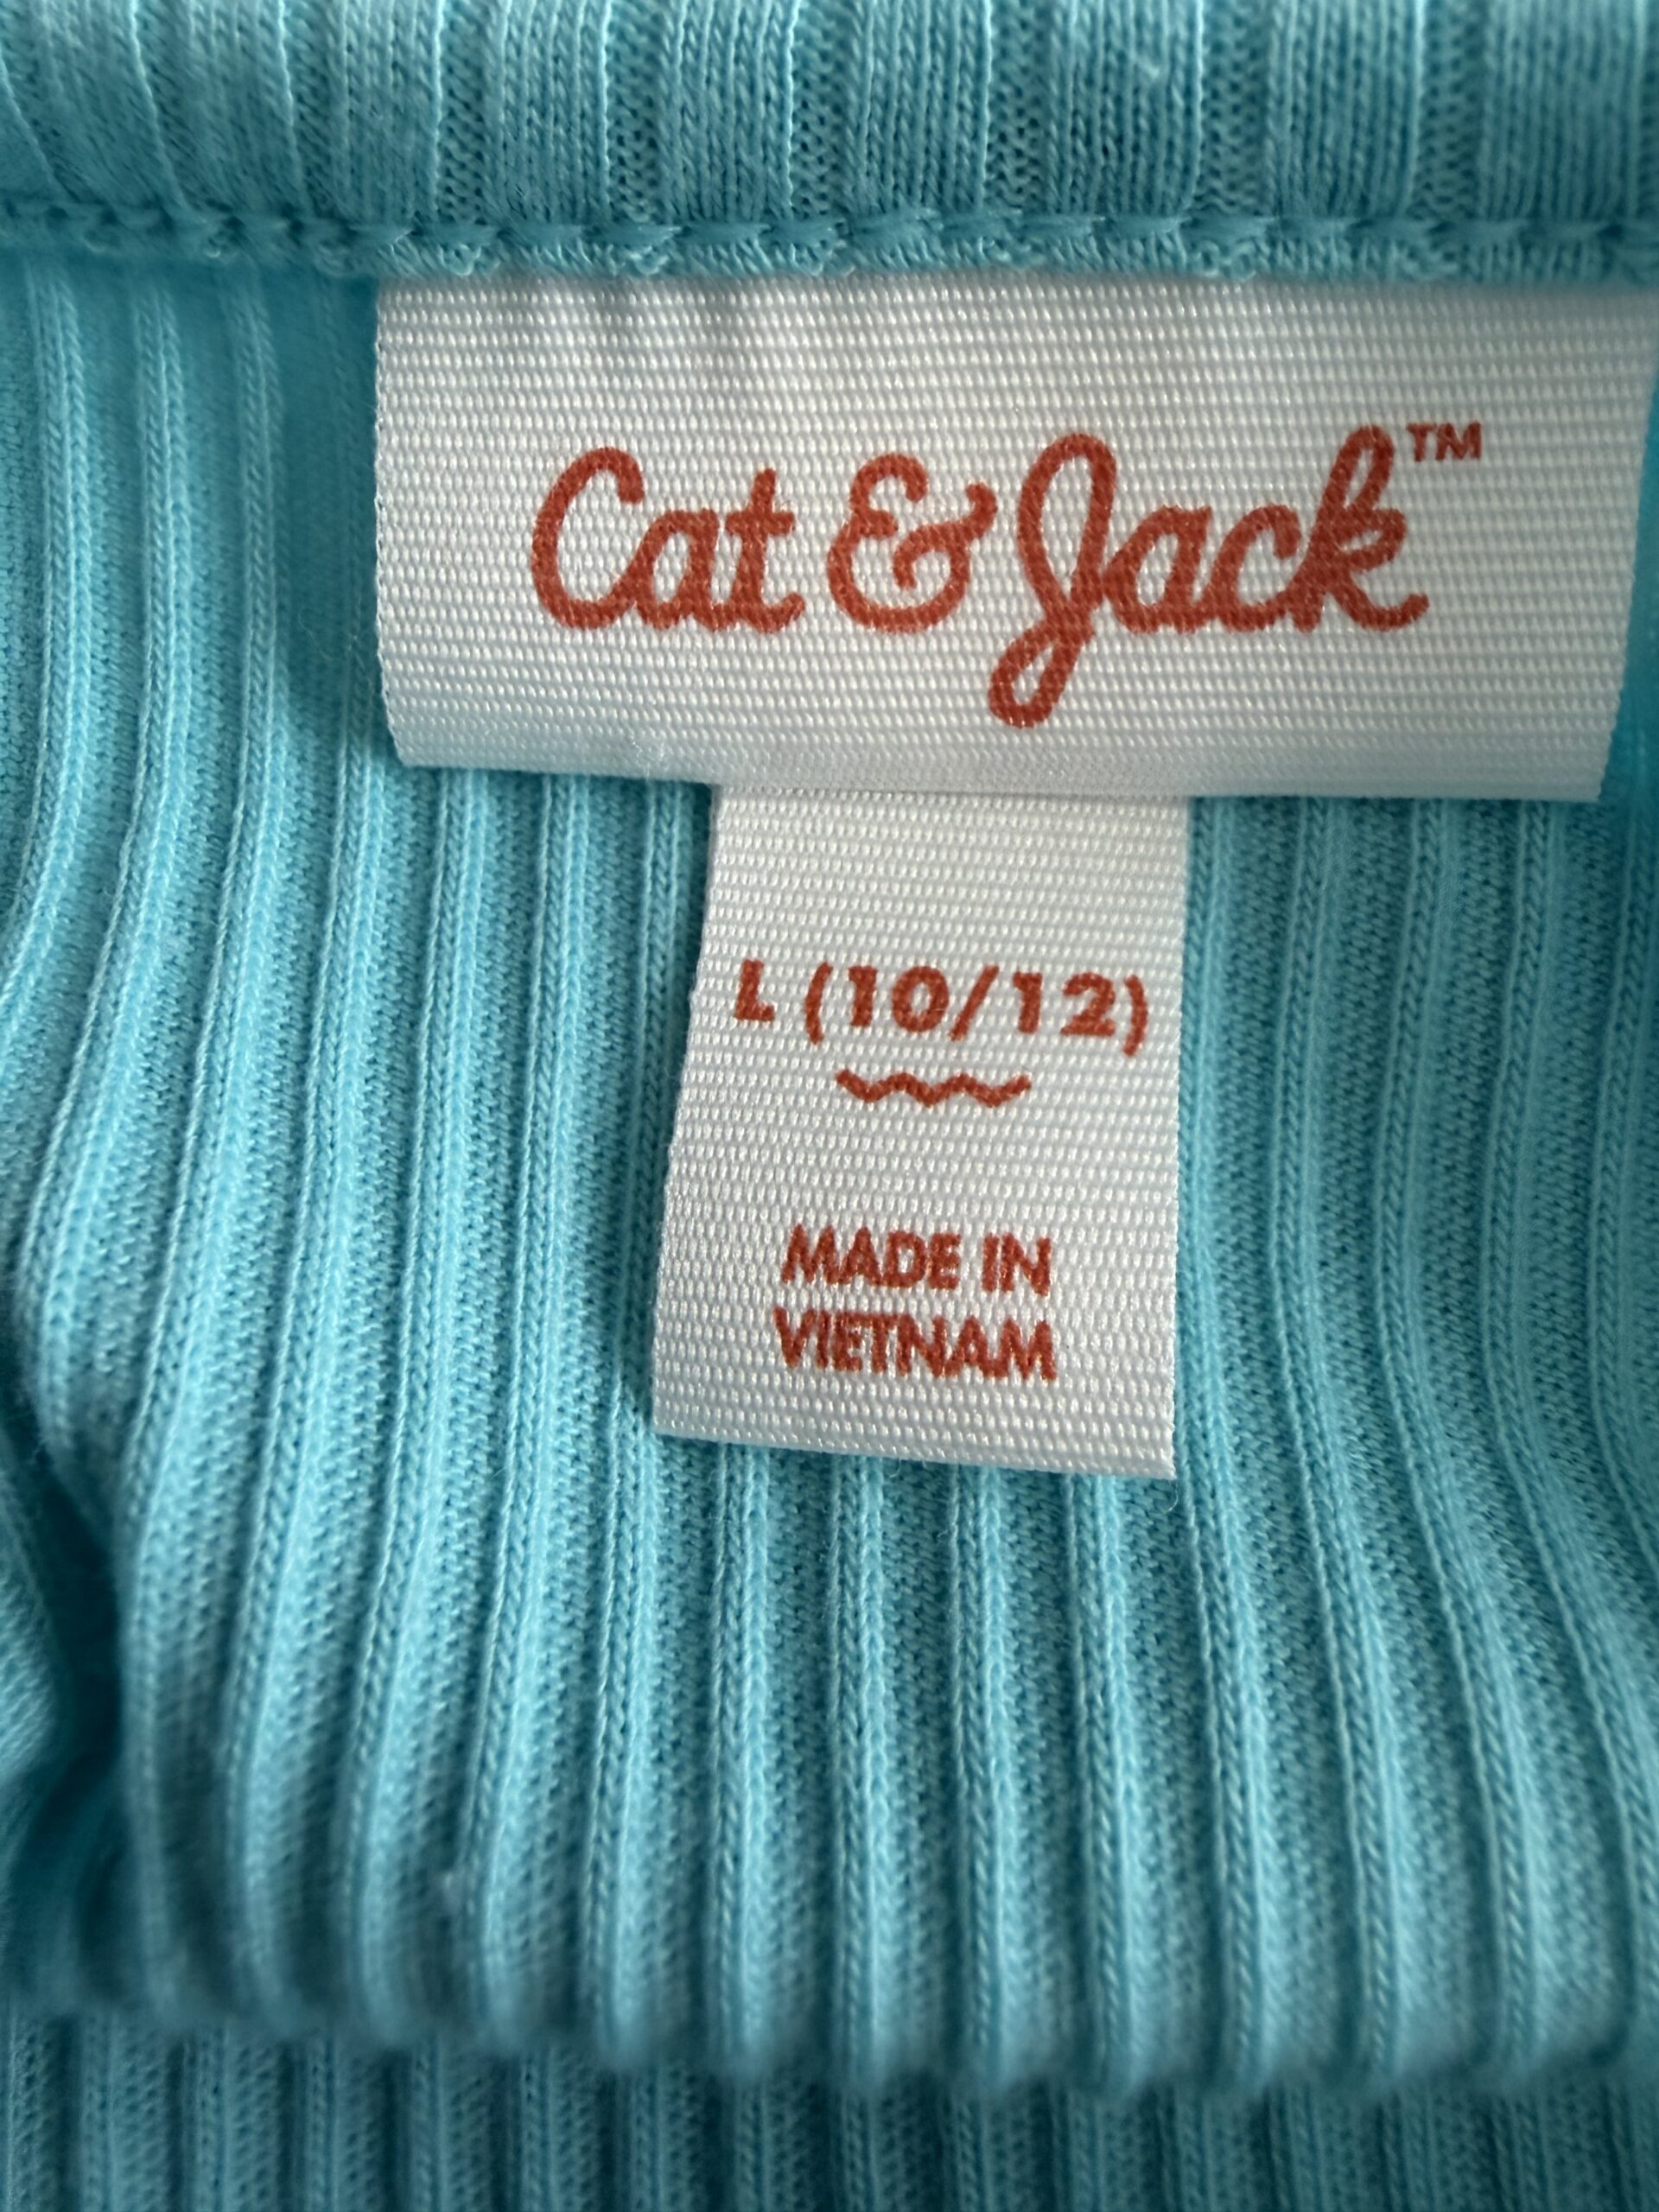 Cat & Jack™
L (10/12)
MADE IN
VIETNAM